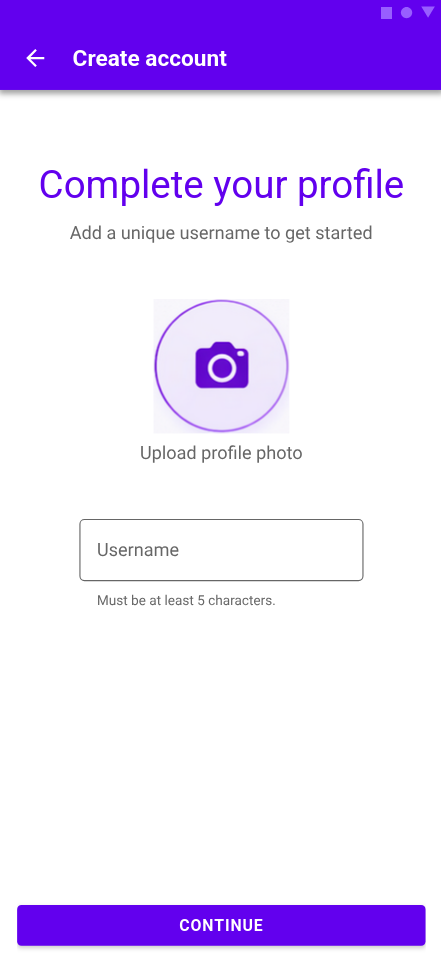 Create account
Complete your profile
Add a unique username to get started
Upload profile photo
Username
Must be at least 5 characters.
CONTINUE